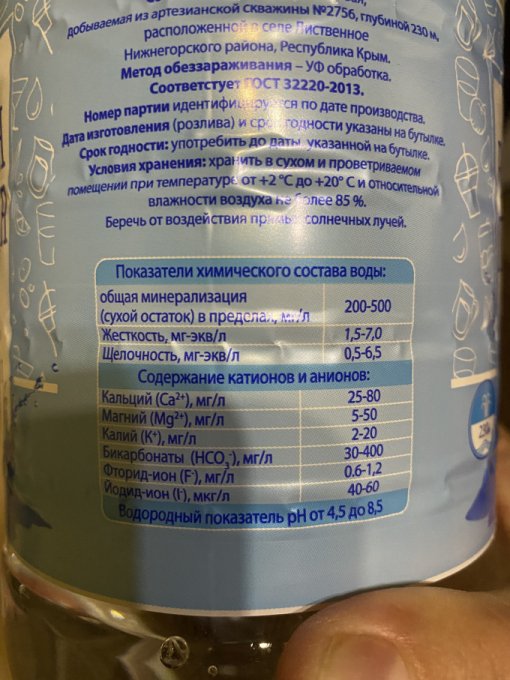 добываемая из артезианской скважины №2756, глубиной 230 м,
расположенной в селе Лиственное
Нижнегорского района, Республика Крым.
Метод обеззараживания – УФ обработка.
Соответствует ГОСТ 32220-2013.
Номер партии идентифицируется по дате производства.
Дата изготовления (розлива) и срок годности указаны на бутылке.
Срок годности: употребить до даты, указанной на бутылке.
Условия хранения: хранить в сухом и проветриваемом
помещении при температуре от +2 °С до +20° С и относительной
влажности воздуха не более 85 %.
Беречь от воздействия прямых солнечных лучей.
Показатели химического состава воды:
общая минерализация
(сухой остаток) в пределах, мг/л 200-500
Жесткость, мг-экв/л 1,5-7,0
Щелочность, мг-экв/л 0,5-6,5
Содержание катионов и анионов:
Кальций (Ca²⁺), мг/л 25-80
Магний (Mg²⁺), мг/л 5-50
Калий (K⁺), мг/л 2-20
Бикарбонаты (HCO₃⁻), мг/л 30-400
Фторид-ион (F⁻), мг/л 0.6-1,2
Йодид-ион (I⁻), мкг/л 40-60
Водородный показатель pH от 4,5 до 8,5